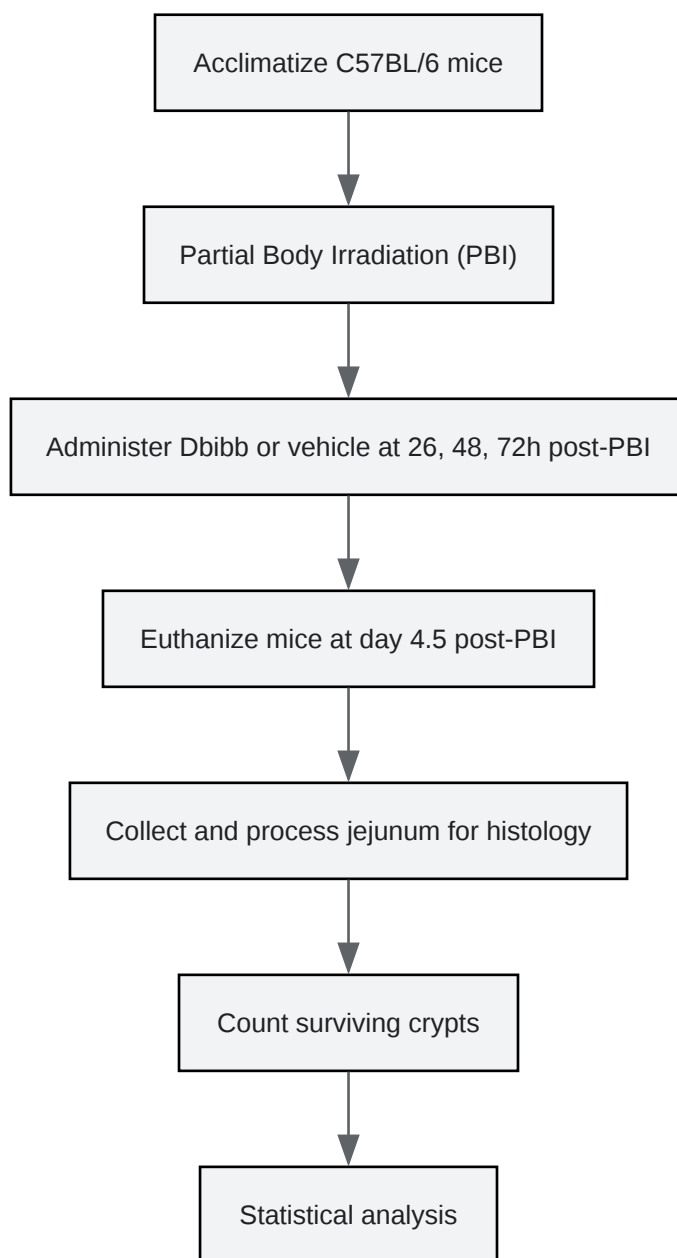 Acclimatize C57BL/6 mice
Partial Body Irradiation (PBI)
Administer Dbibb or vehicle at 26, 48, 72h post-PBI
Euthanize mice at day 4.5 post-PBI
Collect and process jejunum for histology
Count surviving crypts
Statistical analysis